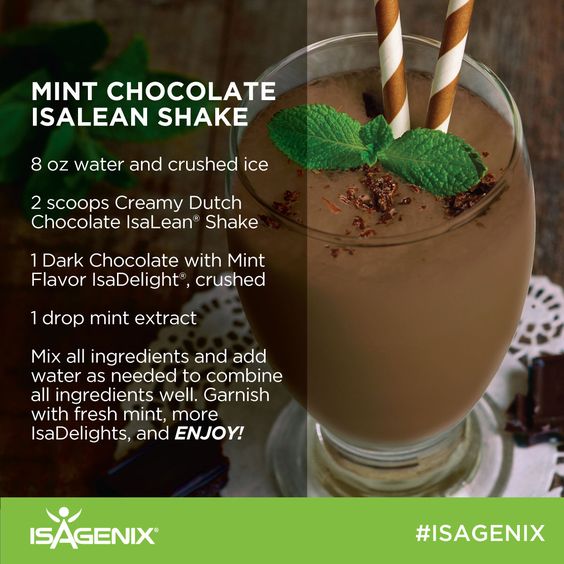 MINT CHOCOLATE
ISALEAN SHAKE
8 oz water and crushed ice
2 scoops Creamy Dutch
Chocolate IsaLean® Shake
1 Dark Chocolate with Mint
Flavor IsaDelight®, crushed
1 drop mint extract
Mix all ingredients and add
water as needed to combine
all ingredients well. Garnish
with fresh mint, more
IsaDelights, and ENJOY!
ISAGENIX®
#ISAGENIX